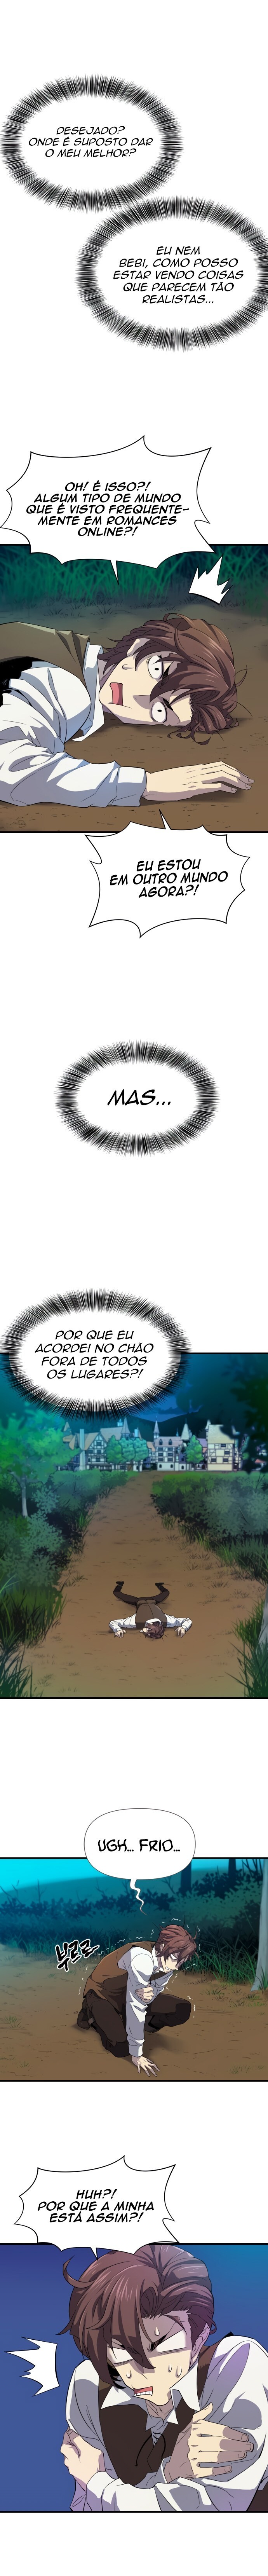 DESEJADO?
ONDE É SUPOSTO DAR
O MEU MELHOR?
EU NEM
BEBI, COMO POSSO
ESTAR VENDO COISAS
QUE PARECEM TÃO
REALISTAS...
OH! É ISSO?!
ALGUM TIPO DE MUNDO
QUE É VISTO FREQUENTE-
MENTE EM ROMANCES
ONLINE?!
EU ESTOU
EM OUTRO MUNDO
AGORA?!
MAS...
POR QUE EU
ACORDEI NO CHÃO
FORA DE TODOS
OS LUGARES?!
UGH... FRIO...
부르르
HUH?!
POR QUE A MINHA
ESTÁ ASSIM?!